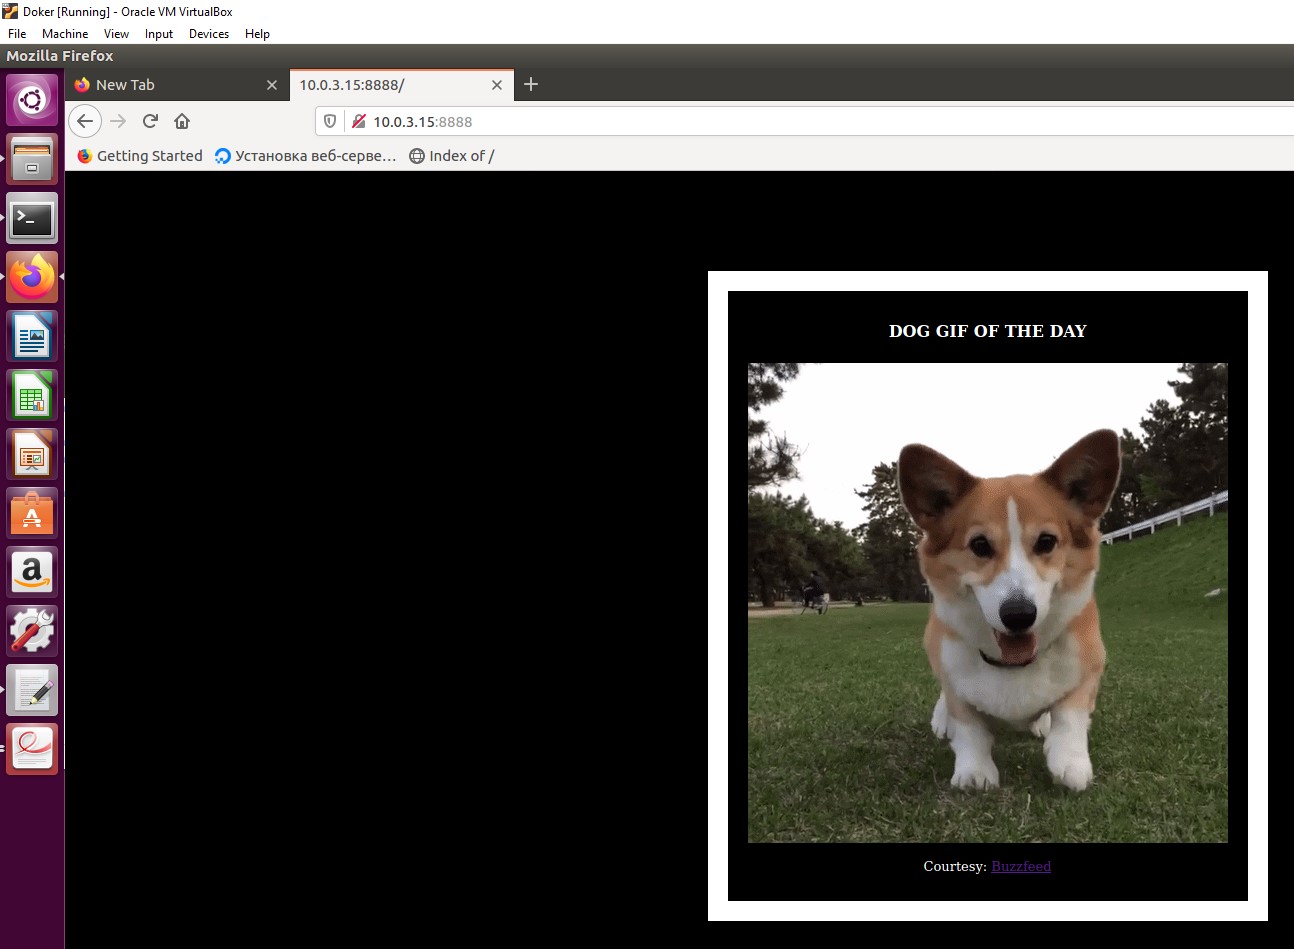 Doker [Running] - Oracle VM VirtualBox
File Machine View Input Devices Help
Mozilla Firefox
New Tab
10.0.3.15:8888/
10.0.3.15:8888
Getting Started Установка веб-серве… Index of /
DOG GIF OF THE DAY
Courtesy: Buzzfeed